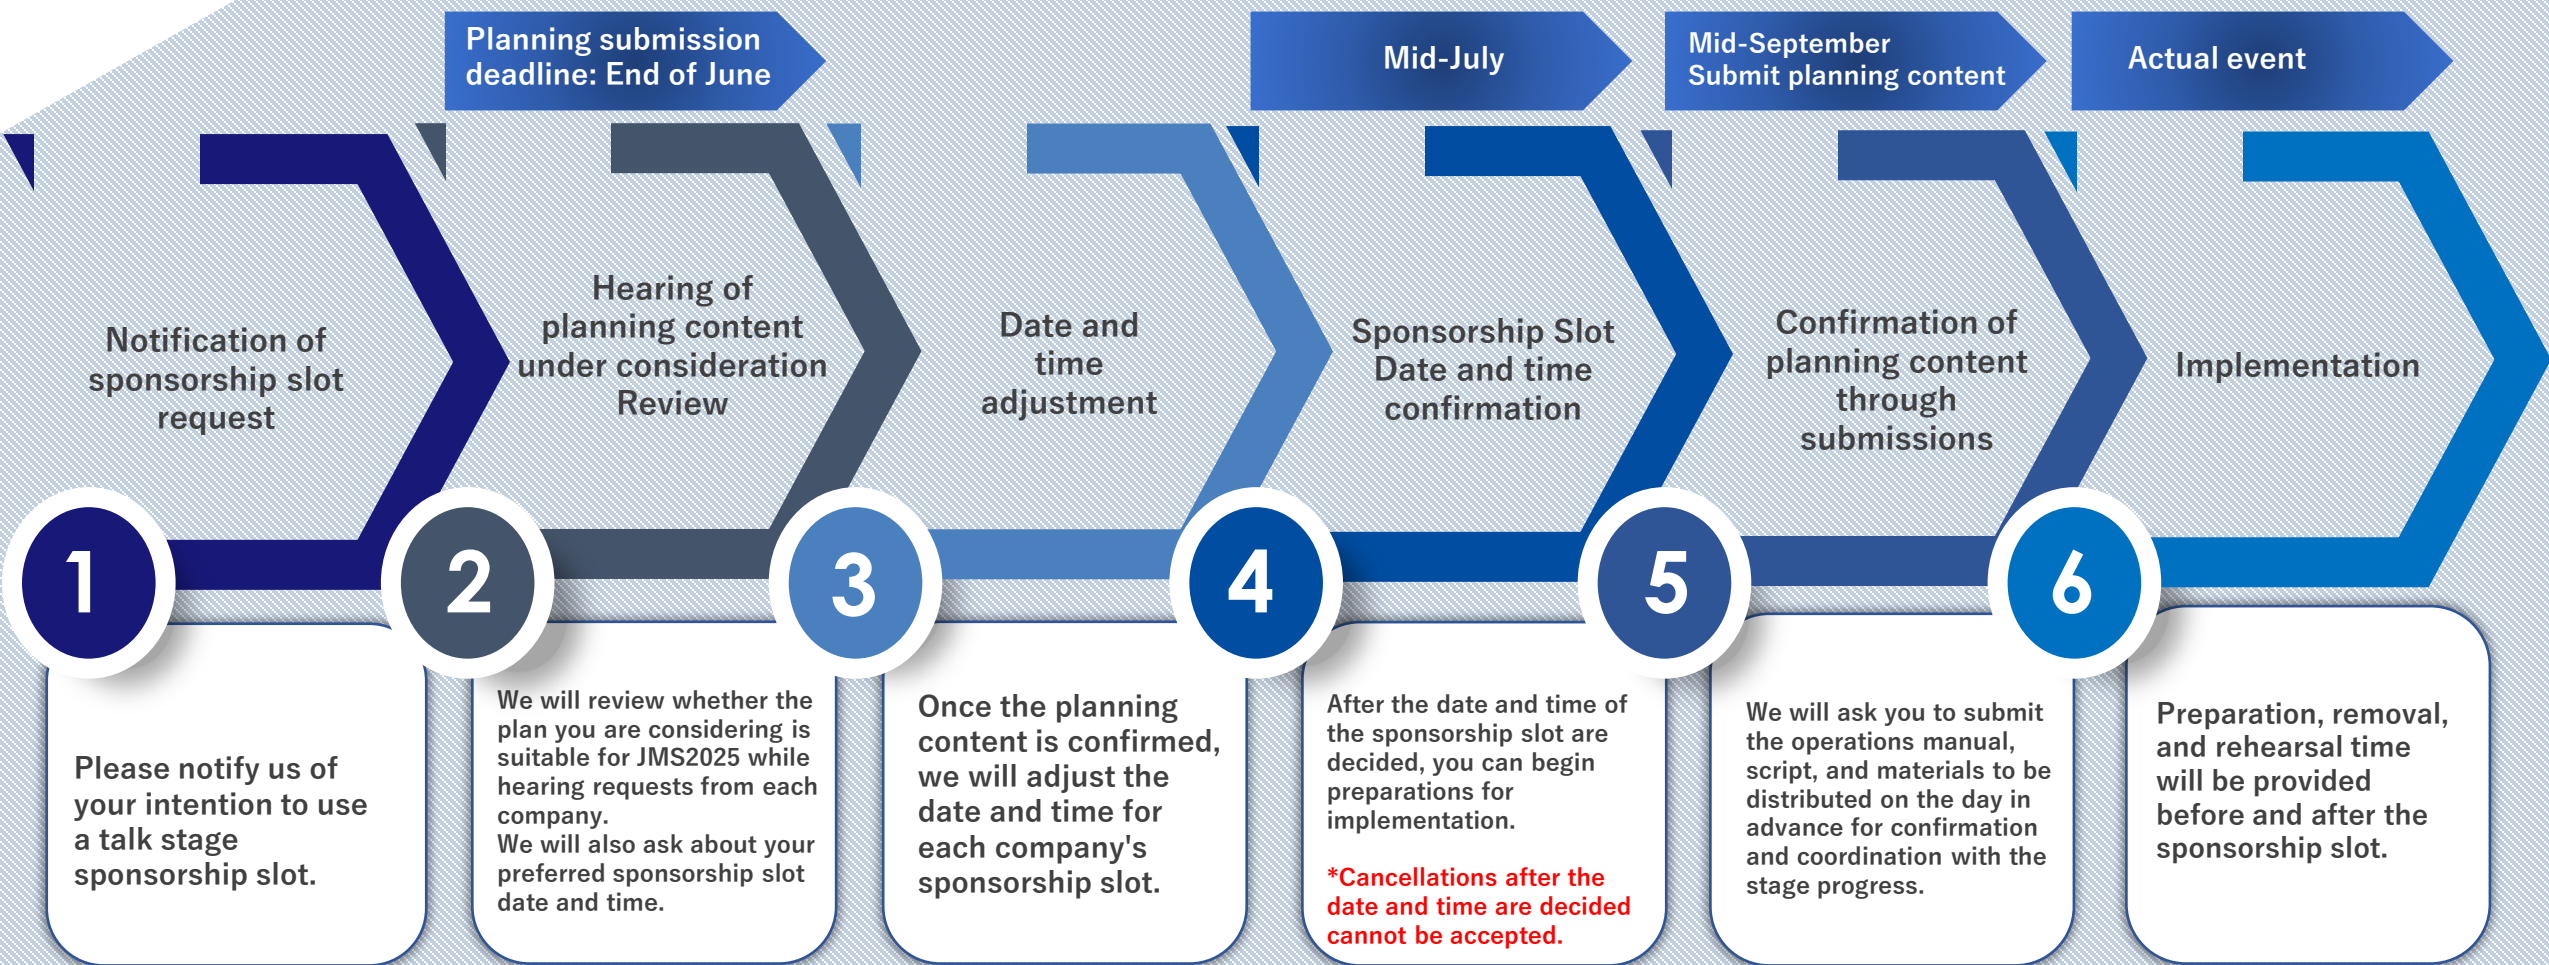 Planning submission
deadline: End of June
Mid-July
Mid-September
Submit planning content
Actual event
Notification of
sponsorship slot
request
Hearing of
planning content
under consideration
Review
Date and
time
adjustment
Sponsorship Slot
Date and time
confirmation
Confirmation of
planning content
through
submissions
Implementation
1
2
3
4
5
6
Please notify us of
your intention to use
a talk stage
sponsorship slot.
We will review whether the
plan you are considering is
suitable for JMS2025 while
hearing requests from each
company.
We will also ask about your
preferred sponsorship slot
date and time.
Once the planning
content is confirmed,
we will adjust the
date and time for
each company's
sponsorship slot.
After the date and time of
the sponsorship slot are
decided, you can begin
preparations for
implementation.
*Cancellations after the
date and time are decided
cannot be accepted.
We will ask you to submit
the operations manual,
script, and materials to be
distributed on the day in
advance for confirmation
and coordination with the
stage progress.
Preparation, removal,
and rehearsal time
will be provided
before and after the
sponsorship slot.